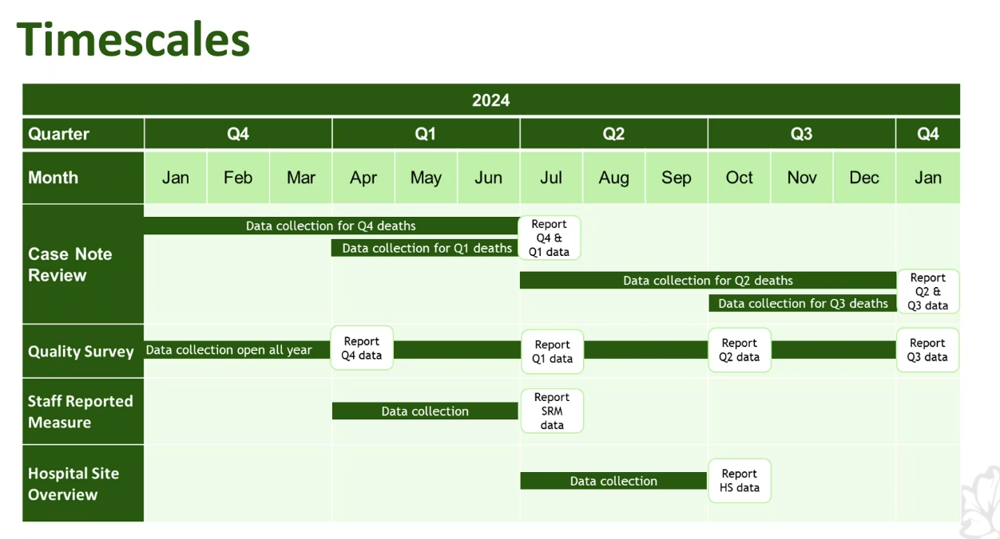 Timescales
2024
Quarter Q4 Q1 Q2 Q3 Q4
Month Jan Feb Mar Apr May Jun Jul Aug Sep Oct Nov Dec Jan
Case Note
Review
Data collection for Q4 deaths
Data collection for Q1 deaths
Report
Q4 &
Q1 data
Data collection for Q2 deaths
Data collection for Q3 deaths
Report
Q2 &
Q3 data
Quality Survey
Data collection open all year
Report
Q4 data
Report
Q1 data
Report
Q2 data
Report
Q3 data
Staff Reported
Measure
Data collection
Report
SRM
data
Hospital Site
Overview
Data collection
Report
HS data